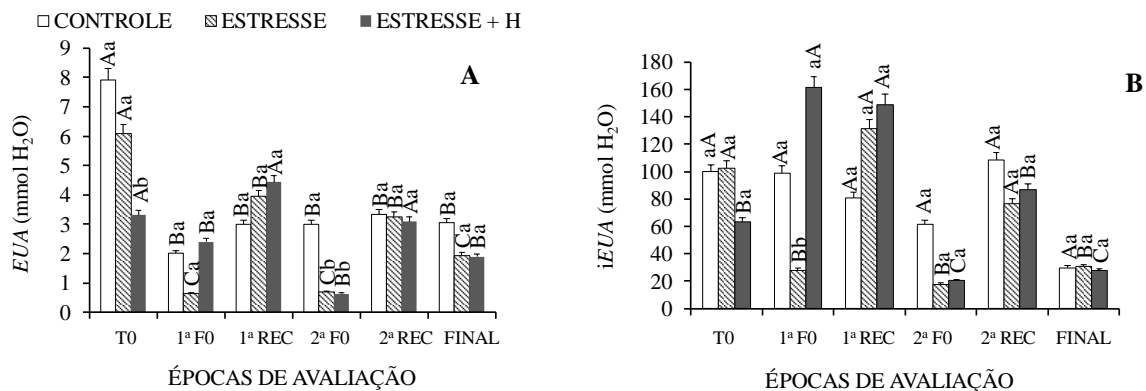 CONTROLE ESTRESSE ESTRESSE + H
A
EUA (mmol H2O)
9
8
7
6
5
4
3
2
1
0
Aa Aa Ab
Ba Ca Ba
Ba Ba Aa
Ba Cb Bb
Ba Ba Aa
Ba Ca Ba
T0 1ª F0 1ª REC 2ª F0 2ª REC FINAL
ÉPOCAS DE AVALIAÇÃO
B
iEUA (mmol H2O)
180
160
140
120
100
80
60
40
20
0
aA Aa Ba
Aa Bb aA
Aa aA Aa
Aa Ba Ca
Aa Aa Ba
Aa Ba Ca
T0 1ª F0 1ª REC 2ª F0 2ª REC FINAL
ÉPOCAS DE AVALIAÇÃO